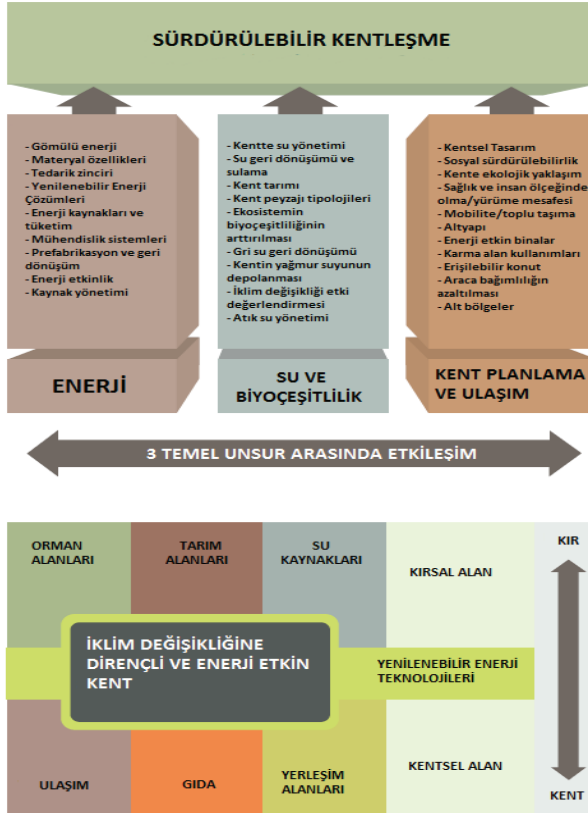 SÜRDÜRÜLEBİLİR KENTLEŞME
- Gömülü enerji
- Materyal özellikleri
- Tedarik zinciri
- Yenilenebilir Enerji
Çözümleri
- Enerji kaynakları ve
tüketim
- Mühendislik sistemleri
- Prefabrikasyon ve geri
dönüşüm
- Enerji etkinlik
- Kaynak yönetimi
ENERJİ
- Kentte su yönetimi
- Su geri dönüşümü ve
sulama
- Kent tarımı
- Kent peyzajı tipolojileri
- Ekosistemin
biyoçeşitliliğinin
arttırılması
- Gri su geri dönüşümü
- Kentin yağmur suyunun
depolanması
- İklim değişikliği etki
değerlendirmesi
- Atık su yönetimi
SU VE
BİYOÇEŞİTLİLİK
- Kentsel Tasarım
- Sosyal sürdürülebilirlik
- Kente ekolojik yaklaşım
- Sağlık ve insan ölçeğinde
olma/yürüme mesafesi
- Mobilite/toplu taşıma
- Altyapı
- Enerji etkin binalar
- Karma alan kullanımları
- Erişilebilir konut
- Araca bağımlılığın
azaltılması
- Alt bölgeler
KENT PLANLAMA
VE ULAŞIM
3 TEMEL UNSUR ARASINDA ETKİLEŞİM
ORMAN
ALANLARI
TARIM
ALANLARI
SU
KAYNAKLARI
KIRSAL ALAN
KIR
İKLİM DEĞİŞİKLİĞİNE
DİRENÇLİ VE ENERJİ ETKİN
KENT
YENİLENEBİLİR ENERJİ
TEKNOLOJİLERİ
ULAŞIM
GIDA
YERLEŞİM
ALANLARI
KENTSEL ALAN
KENT